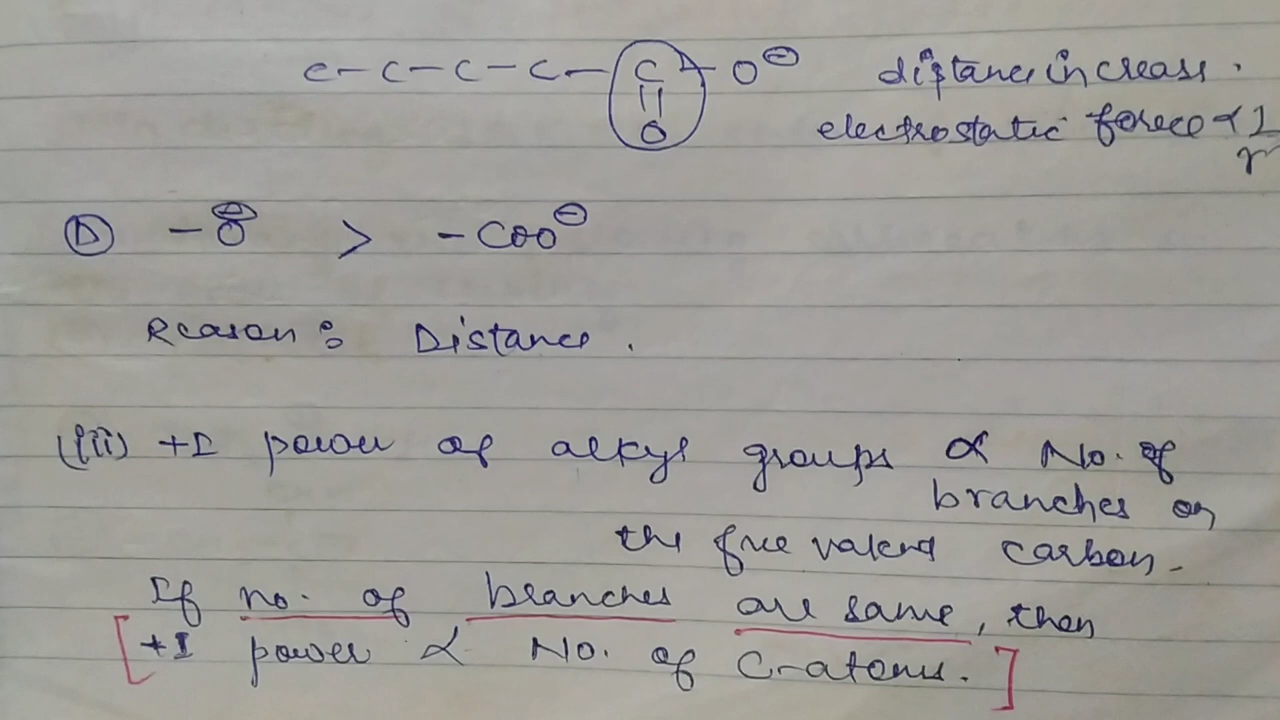 C-C-C-C-C-O⊖ distance increase.
||
O
electrostatic force ∝ 1/r
(D) -O⊖ > -COO⊖
Reason: Distance.
(iii) +I power of alkyl groups ∝ No. of
branches on
the free valent carbon.
If no. of branches are same, then
[+I power ∝ No. of C-atoms.]